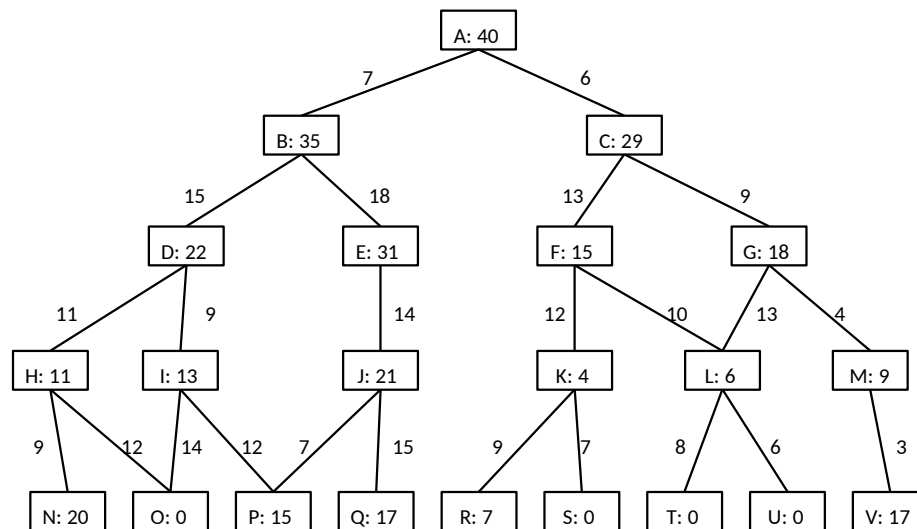 A: 40
7
6
B: 35
C: 29
15
18
13
9
D: 22
E: 31
F: 15
G: 18
11
9
14
12
10
13
4
H: 11
I: 13
J: 21
K: 4
L: 6
M: 9
9
12
14
12
7
15
9
7
8
6
3
N: 20
O: 0
P: 15
Q: 17
R: 7
S: 0
T: 0
U: 0
V: 17